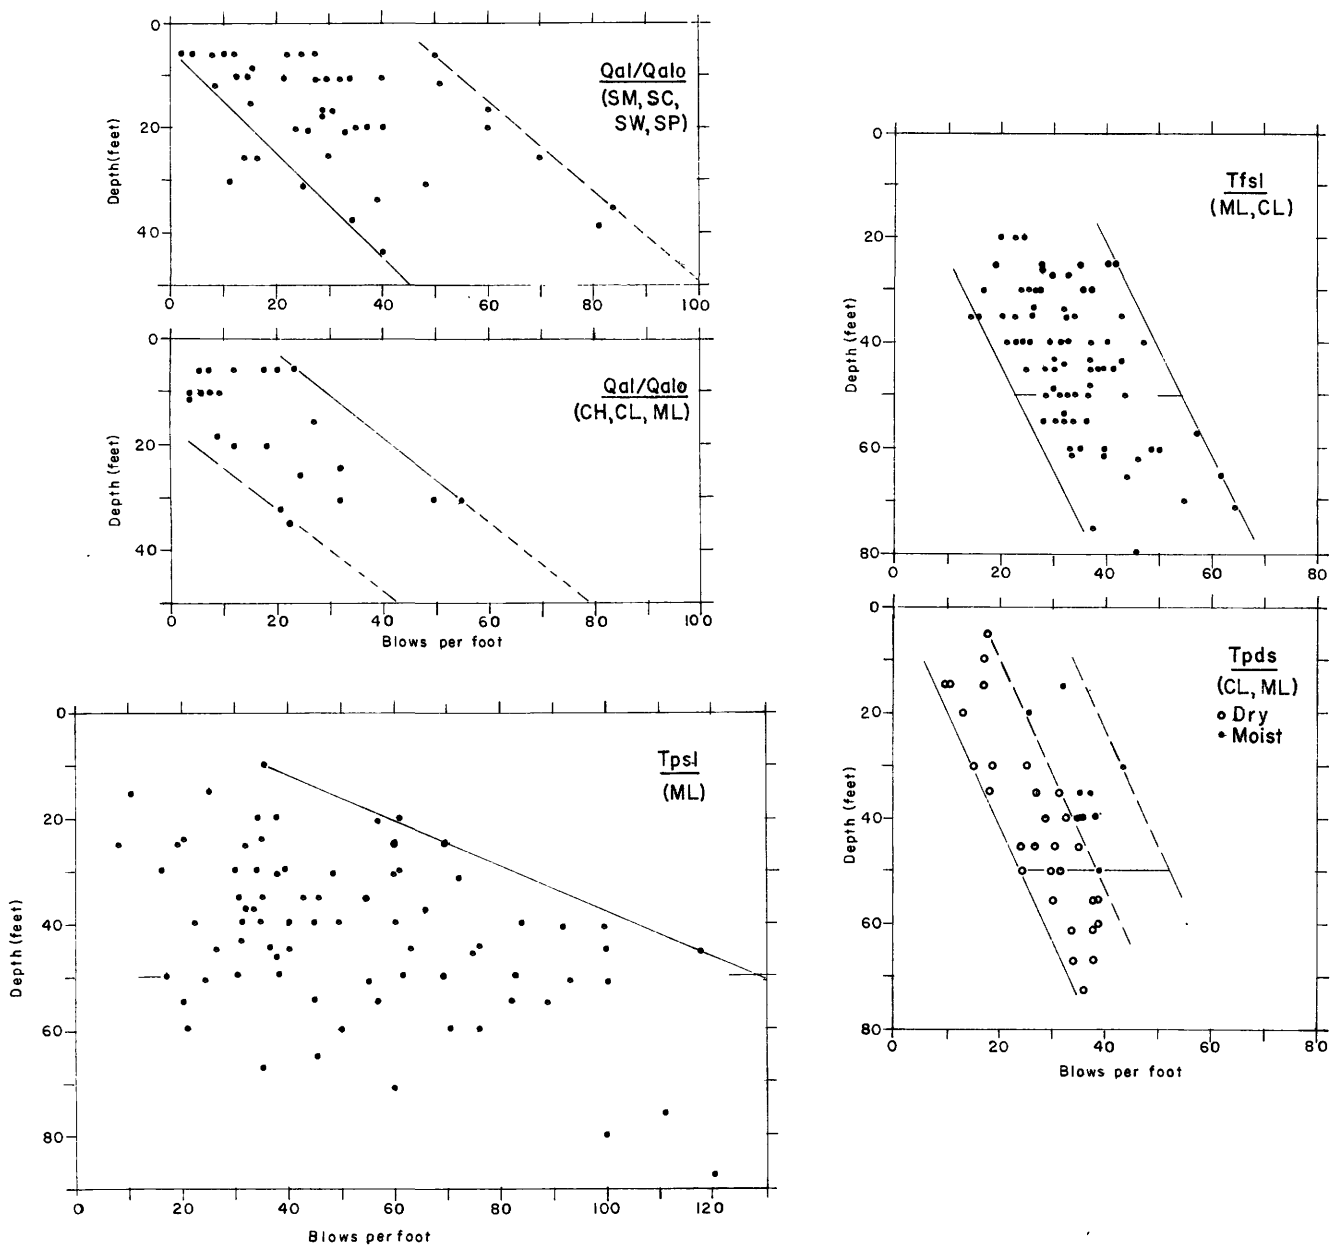 0
20
40
Depth (feet)
Qal/Qalo
(SM, SC,
SW, SP)
0 20 40 60 80 100
0
20
40
Depth (feet)
Qal/Qalo
(CH, CL, ML)
0 20 40 60 80 100
Blows per foot
0
20
40
60
80
Depth (feet)
Tpsl
(ML)
0 20 40 60 80 100 120
Blows per foot
0
20
40
60
80
Depth (feet)
Tfsl
(ML, CL)
0 20 40 60 80
0
20
40
60
80
Depth (feet)
Tpds
(CL, ML)
Dry
Moist
0 20 40 60 80
Blows per foot